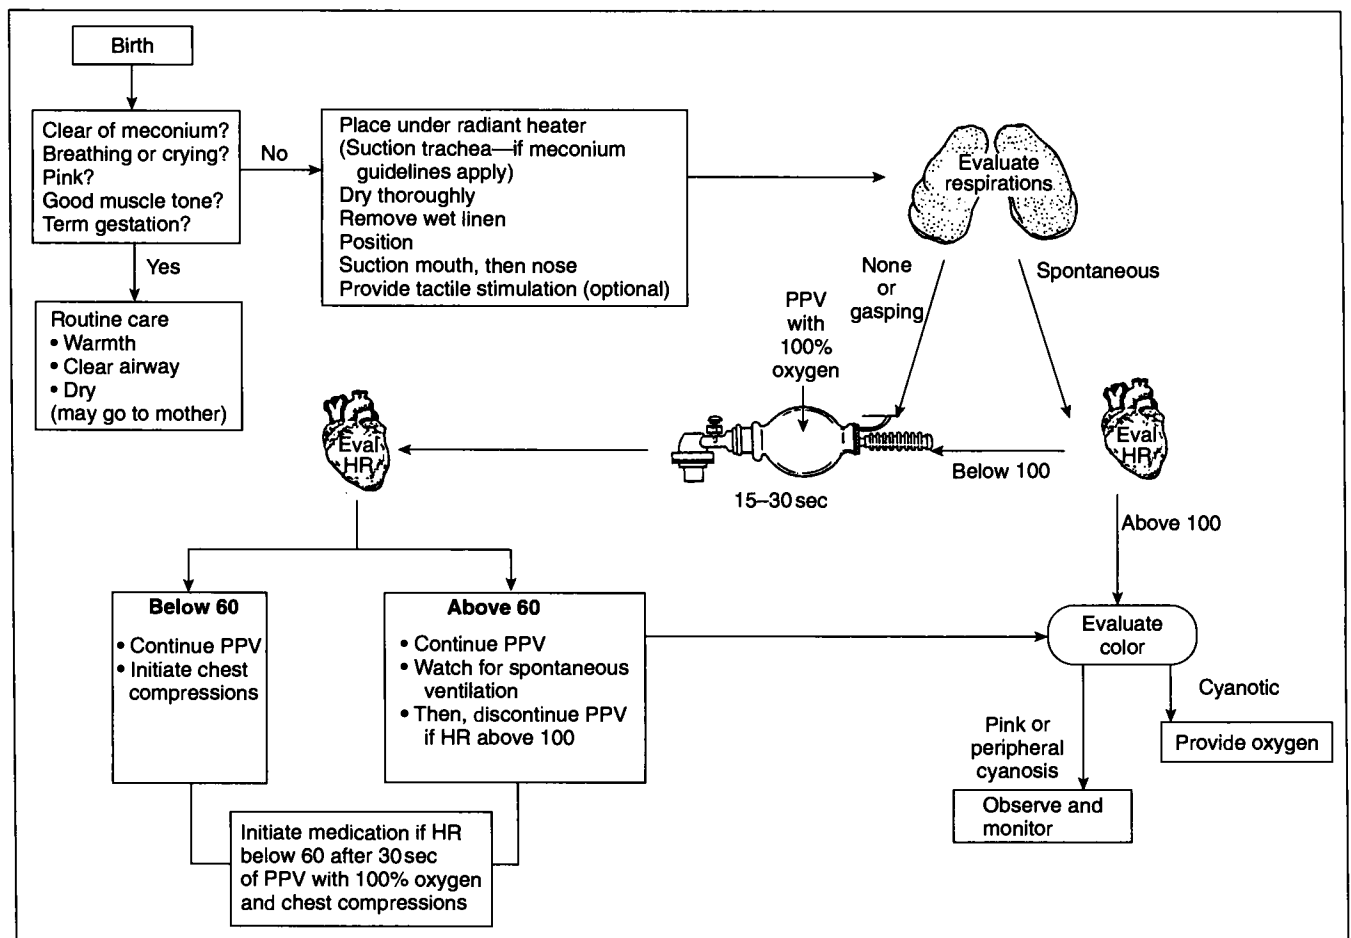 Birth
Clear of meconium?
Breathing or crying?
Pink?
Good muscle tone?
Term gestation?
No
Yes
Place under radiant heater
(Suction trachea—if meconium
guidelines apply)
Dry thoroughly
Remove wet linen
Position
Suction mouth, then nose
Provide tactile stimulation (optional)
Evaluate
respirations
Routine care
• Warmth
• Clear airway
• Dry
(may go to mother)
None
or
gasping
Spontaneous
PPV
with
100%
oxygen
15–30 sec
Eval
HR
Below 100
Eval
HR
Above 100
Below 60
• Continue PPV
• Initiate chest
compressions
Above 60
• Continue PPV
• Watch for spontaneous
ventilation
• Then, discontinue PPV
if HR above 100
Evaluate
color
Cyanotic
Provide oxygen
Pink or
peripheral
cyanosis
Observe and
monitor
Initiate medication if HR
below 60 after 30 sec
of PPV with 100% oxygen
and chest compressions